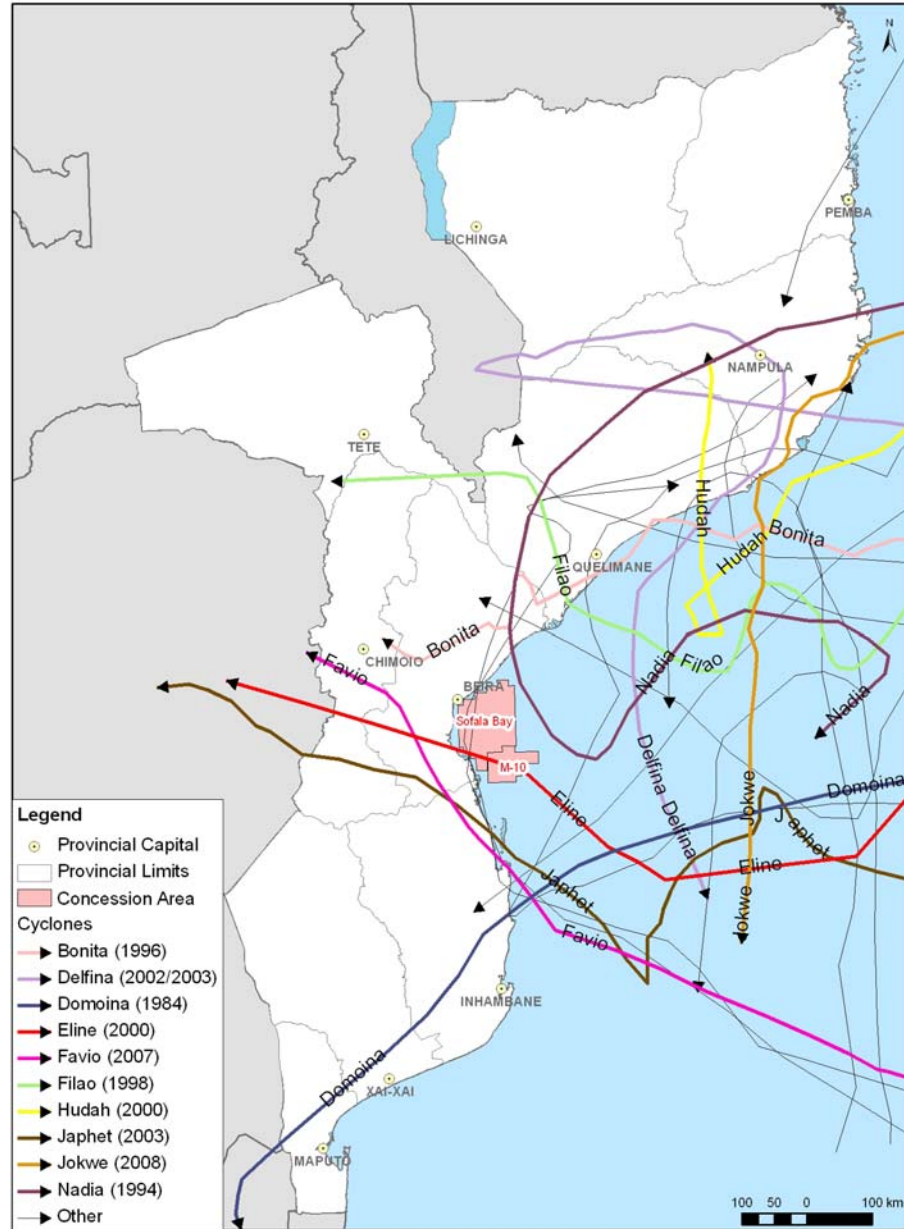 N
PEMBA
LICHINGA
NAMPULA
TETE
Hudah
Hudah
Bonita
Filao
QUELIMANE
Bonita
Nadia
Filao
Nadia
CHIMOIO
Favio
BEIRA
Sofala Bay
M-10
Delfina Delfina
Jokwe
Domoina
Eline
Japhet
Eline
Japhet
Jokwe
Favio
INHAMBANE
Domoina
XAI-XAI
MAPUTO
Legend
Provincial Capital
Provincial Limits
Concession Area
Cyclones
Bonita (1996)
Delfina (2002/2003)
Domoina (1984)
Eline (2000)
Favio (2007)
Filao (1998)
Hudah (2000)
Japhet (2003)
Jokwe (2008)
Nadia (1994)
Other
100 50 0 100 km